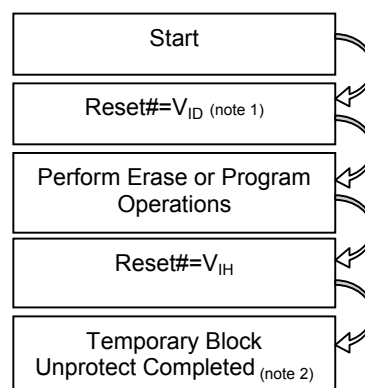 Start
Reset#=VID (note 1)
Perform Erase or Program
Operations
Reset#=VIH
Temporary Block
Unprotect Completed (note 2)